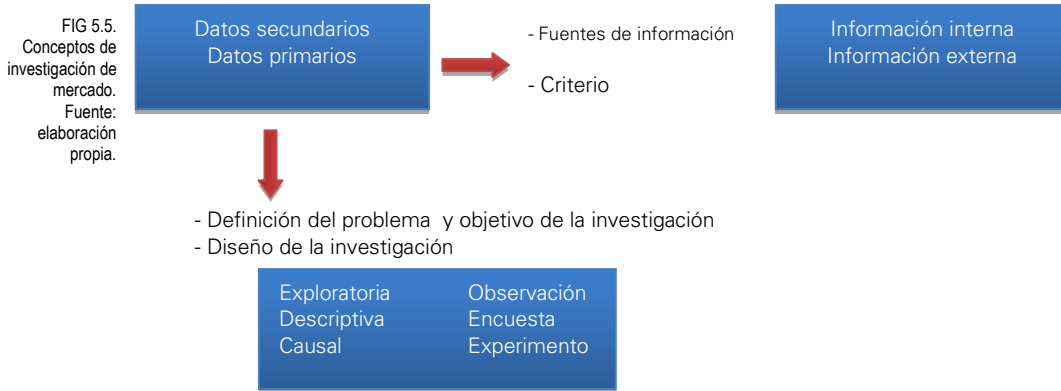 FIG 5.5.
Conceptos de
investigación de
mercado.
Fuente:
elaboración
propia.
Datos secundarios
Datos primarios
- Fuentes de información
- Criterio
Información interna
Información externa
- Definición del problema y objetivo de la investigación
- Diseño de la investigación
Exploratoria
Descriptiva
Causal
Observación
Encuesta
Experimento